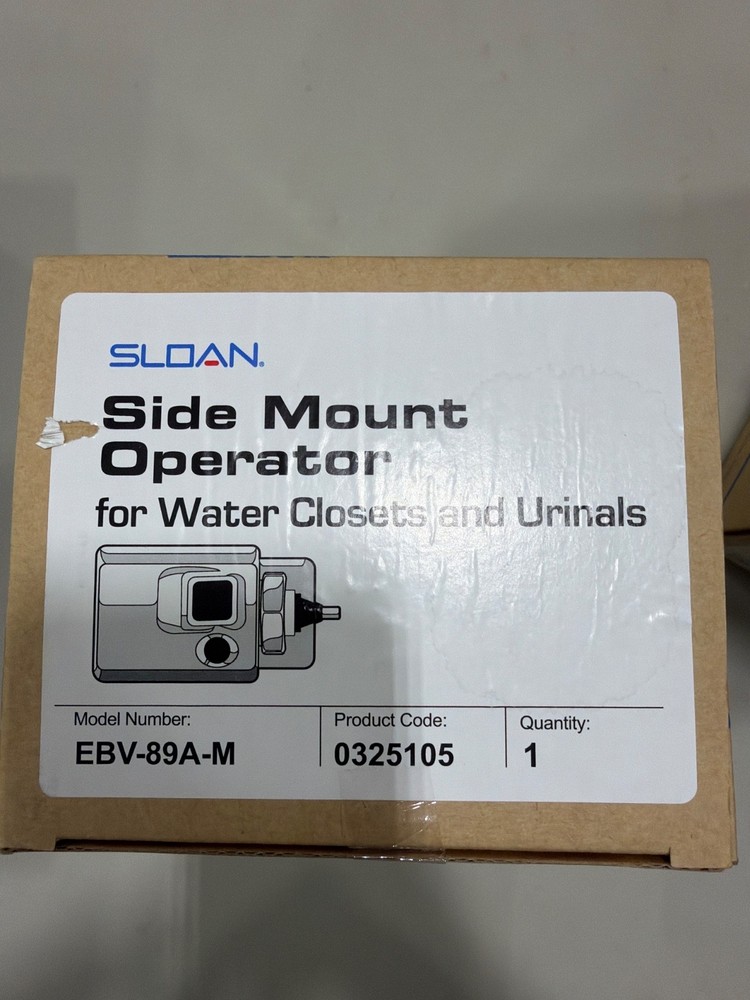 SLOAN®
Side Mount
Operator
for Water Closets and Urinals
Model Number:
EBV-89A-M
Product Code:
0325105
Quantity:
1